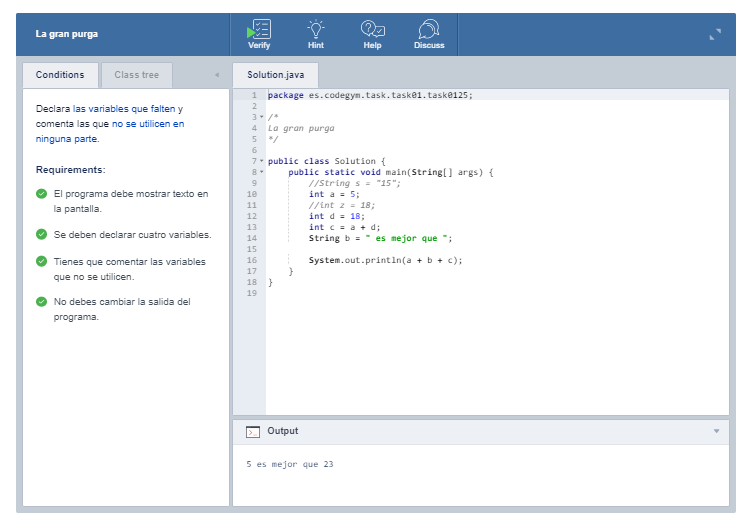 La gran purga
Verify
Hint
Help
Discuss
Conditions
Class tree
Declara las variables que falten y
comenta las que no se utilicen en
ninguna parte.
Requirements:
El programa debe mostrar texto en
la pantalla.
Se deben declarar cuatro variables.
Tienes que comentar las variables
que no se utilicen.
No debes cambiar la salida del
programa.
Solution.java
1 package es.codegym.task.task01.task0125;
2
3 /*
4 La gran purga
5 */
6
7 public class Solution {
8 public static void main(String[] args) {
9 //String s = "15";
10 int a = 5;
11 //int z = 18;
12 int d = 18;
13 int c = a + d;
14 String b = " es mejor que ";
15
16 System.out.println(a + b + c);
17 }
18 }
19
Output
5 es mejor que 23